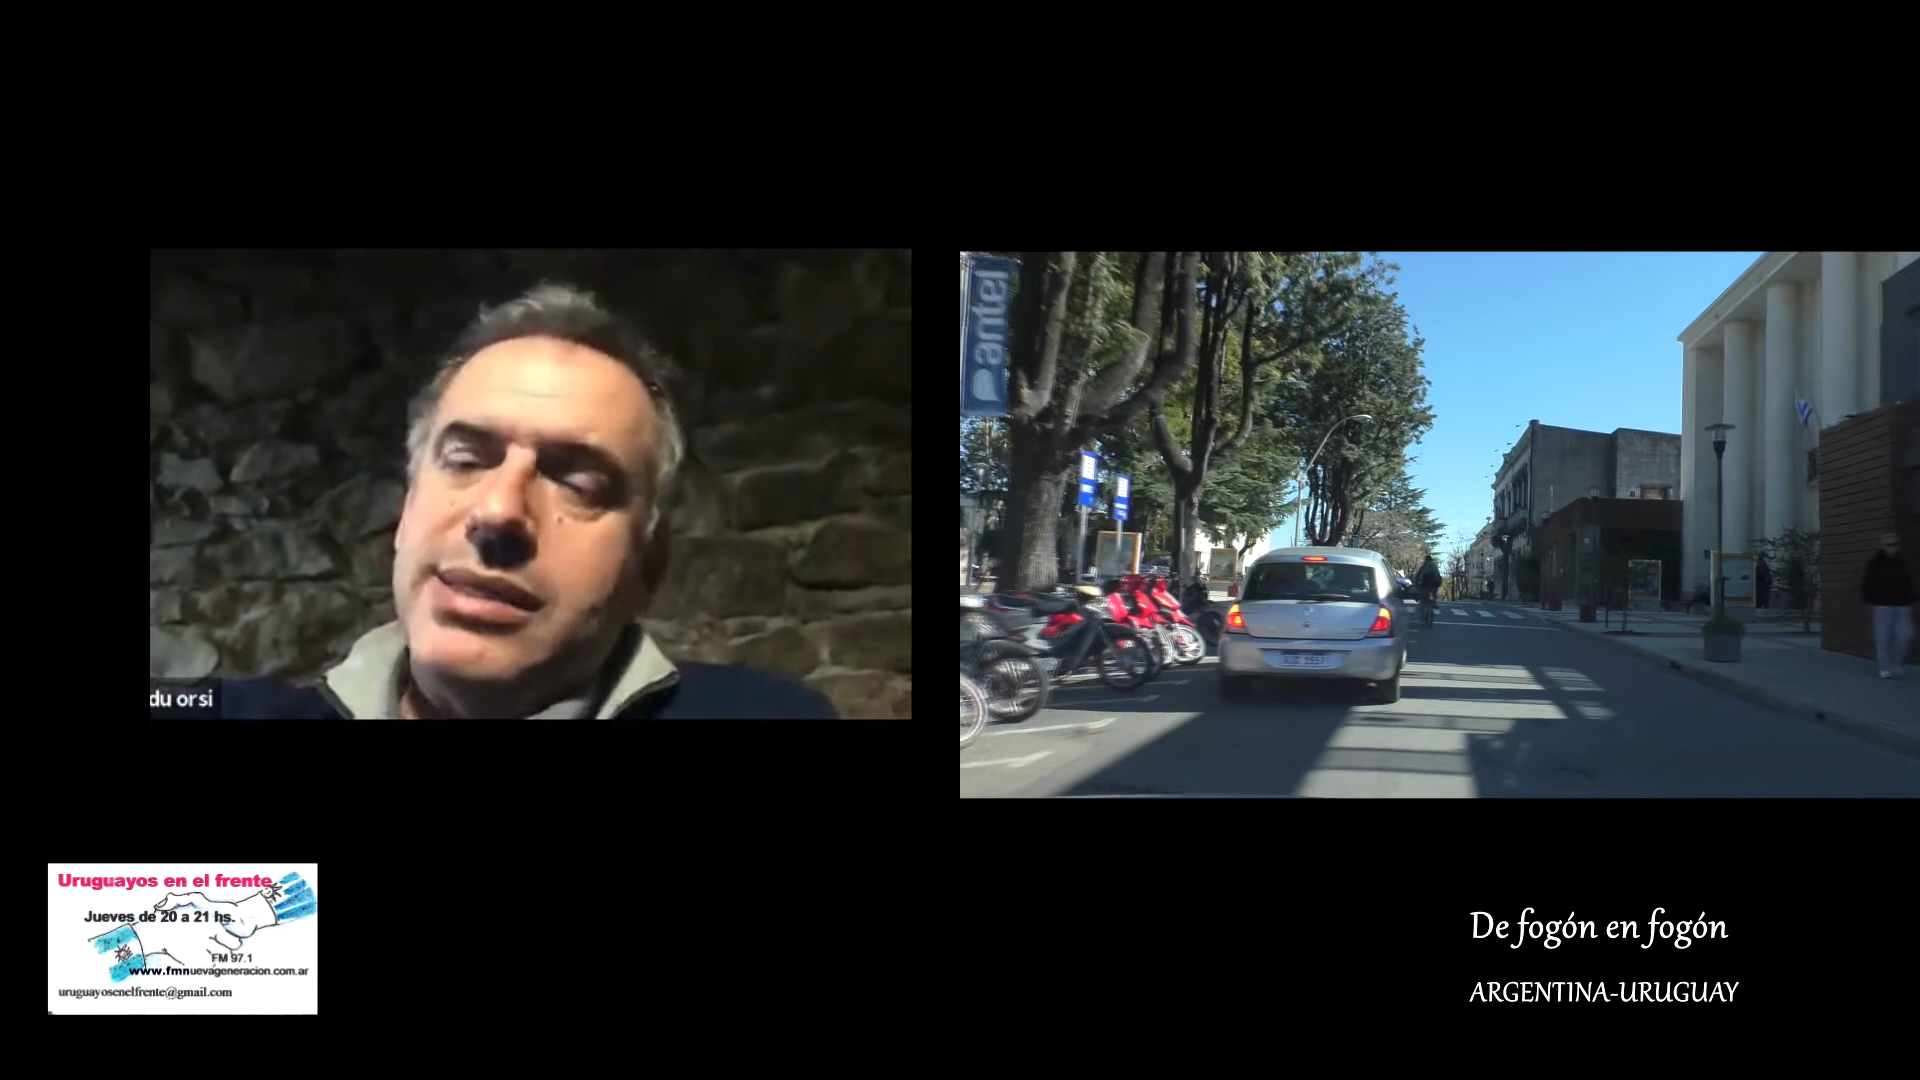 antel
du orsi
Uruguayos en el frente
Jueves de 20 a 21 hs.
FM 97.1
www.fmnuevageneracion.com.ar
uruguayosenelfrente@gmail.com
De fogón en fogón
ARGENTINA-URUGUAY